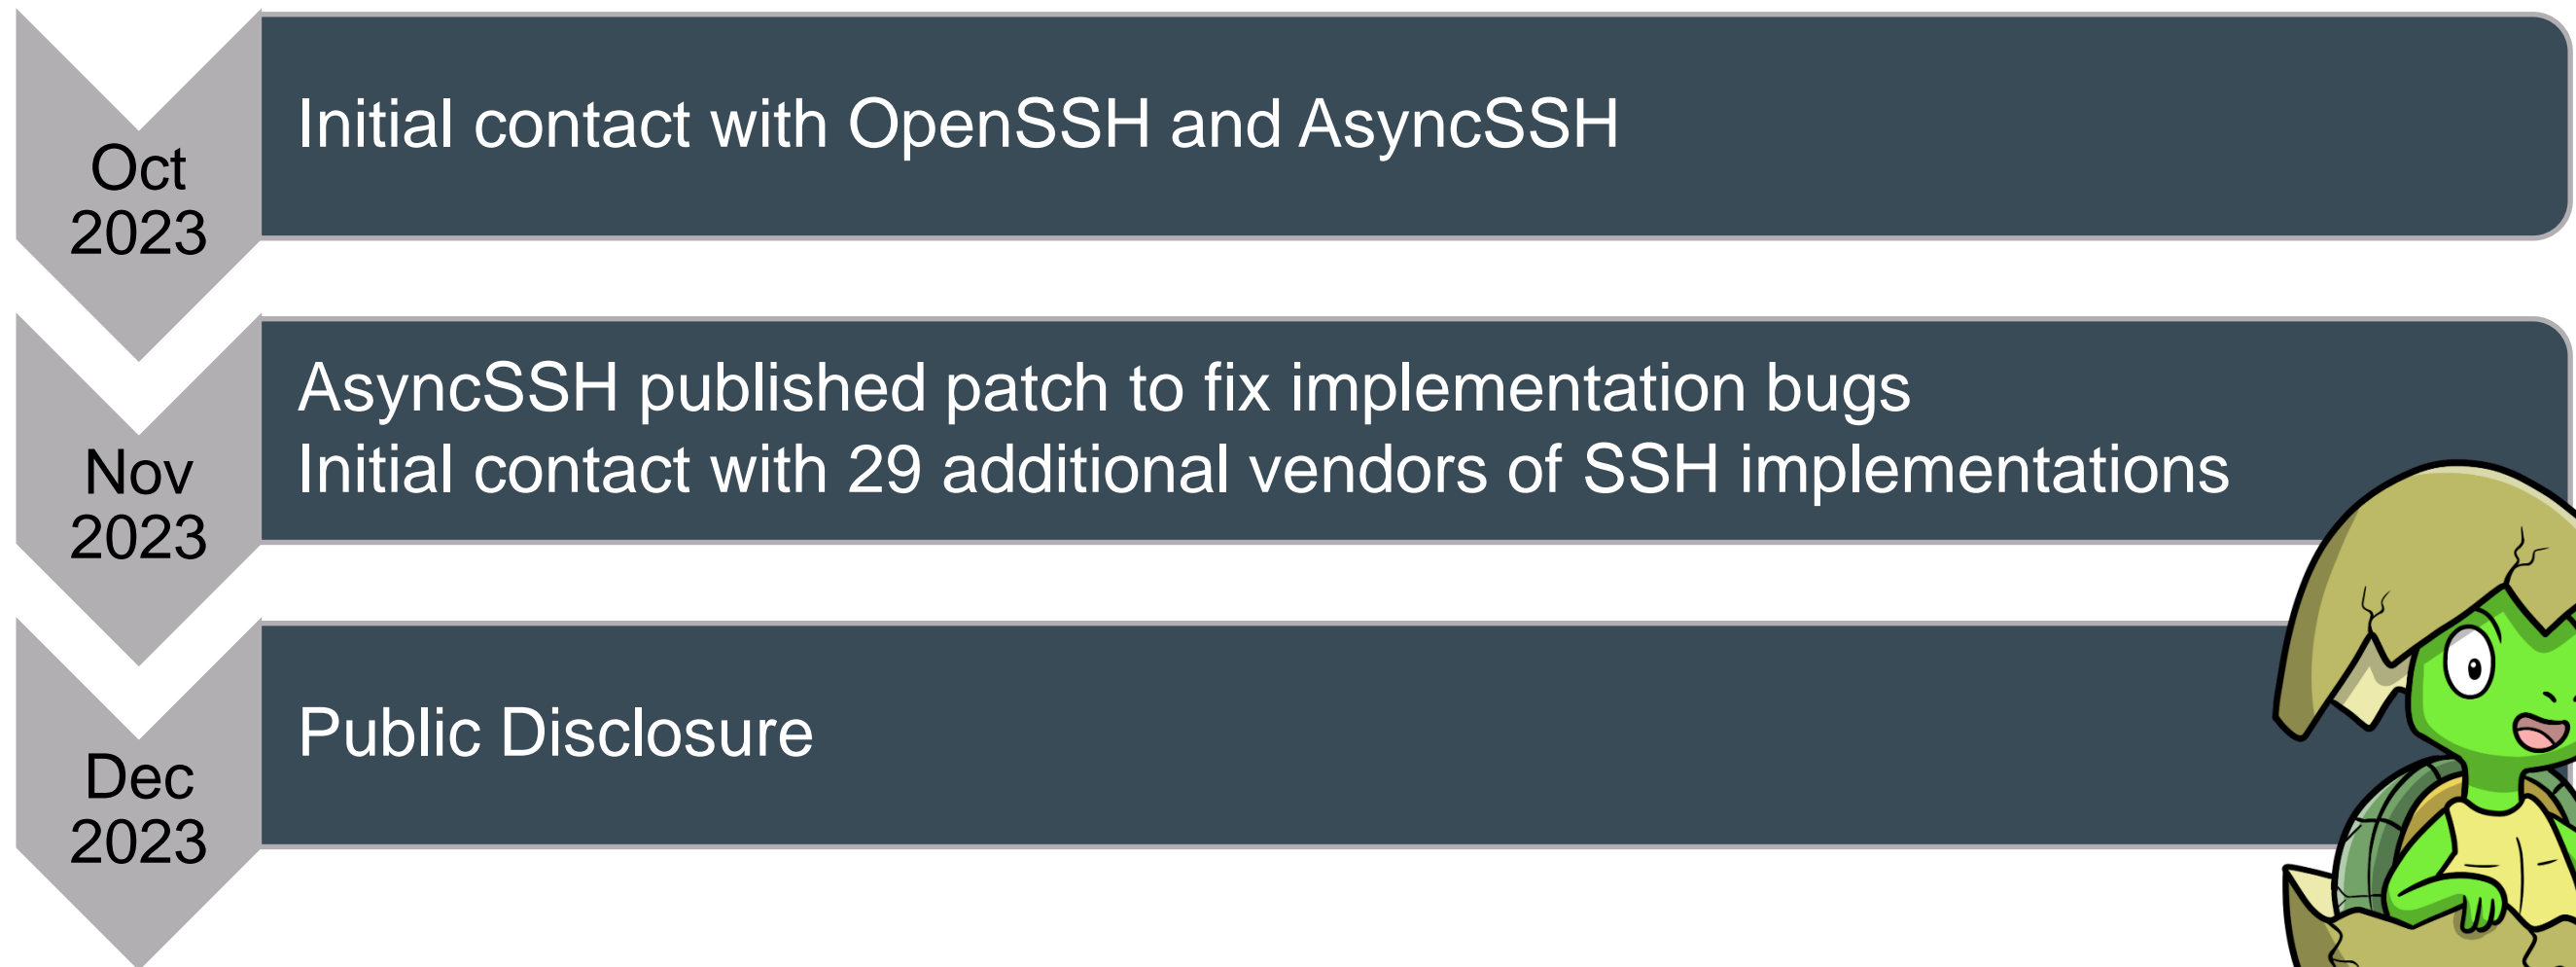 Oct
2023
Initial contact with OpenSSH and AsyncSSH
Nov
2023
AsyncSSH published patch to fix implementation bugs
Initial contact with 29 additional vendors of SSH implementations
Dec
2023
Public Disclosure